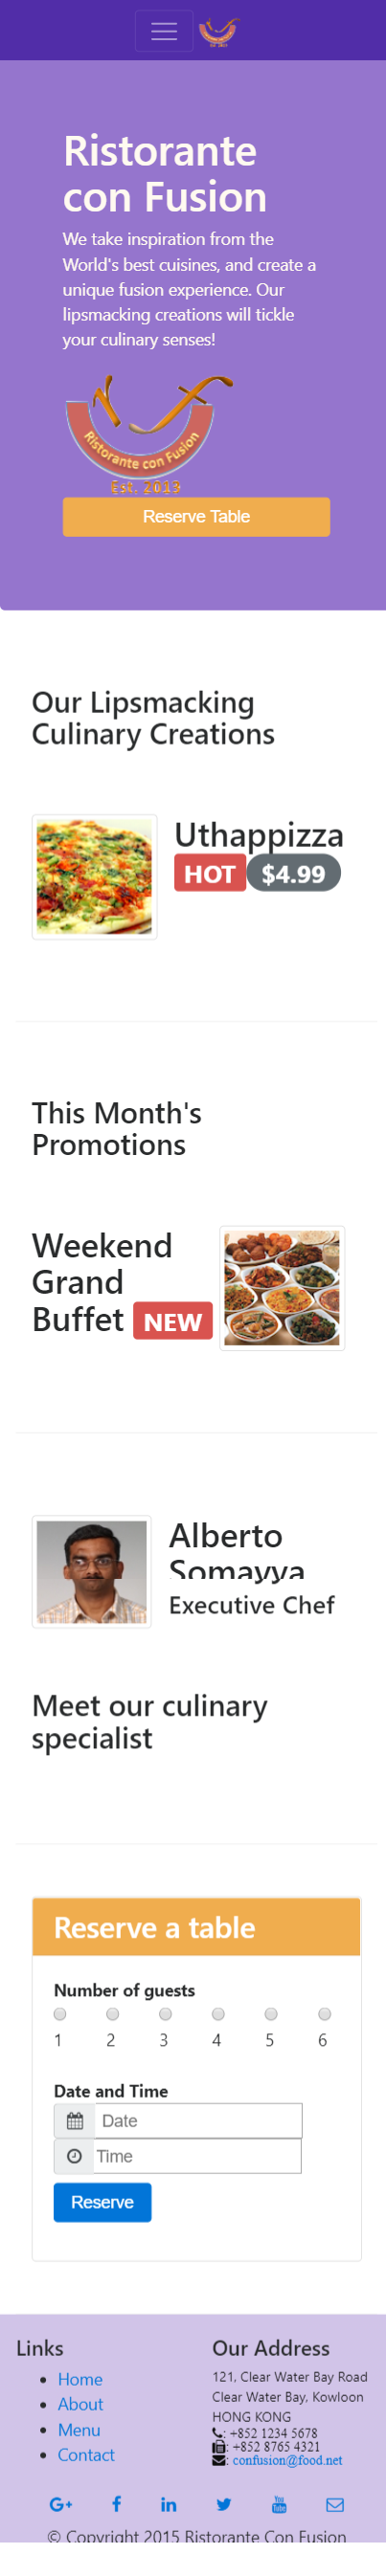 Est. 2013
Ristorante
con Fusion
We take inspiration from the
World's best cuisines, and create a
unique fusion experience. Our
lipsmacking creations will tickle
your culinary senses!
Ristorante con Fusion
Est. 2013
Reserve Table
Our Lipsmacking
Culinary Creations
Uthappizza
HOT $4.99
This Month's
Promotions
Weekend
Grand
Buffet NEW
Alberto
Somayya
Executive Chef
Meet our culinary
specialist
Reserve a table
Number of guests
1 2 3 4 5 6
Date and Time
Date
Time
Reserve
Links
Home
About
Menu
Contact
Our Address
121, Clear Water Bay Road
Clear Water Bay, Kowloon
HONG KONG
: +852 1234 5678
: +852 8765 4321
: confusion@food.net
© Copyright 2015 Ristorante Con Fusion